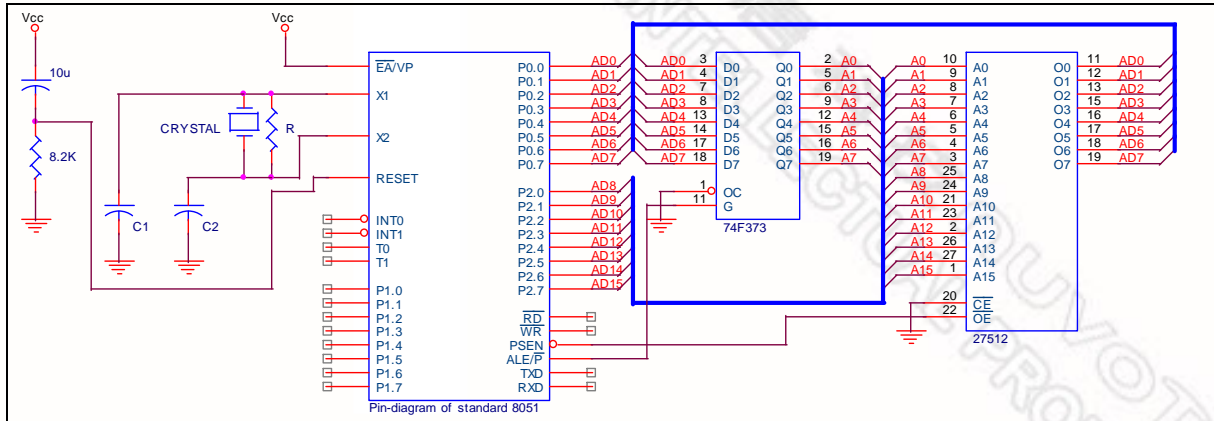 Vcc
10u
8.2K
Vcc
CRYSTAL
R
C1
C2
EA/VP
X1
X2
RESET
INT0
INT1
T0
T1
P1.0
P1.1
P1.2
P1.3
P1.4
P1.5
P1.6
P1.7
P0.0 AD0
P0.1 AD1
P0.2 AD2
P0.3 AD3
P0.4 AD4
P0.5 AD5
P0.6 AD6
P0.7 AD7
P2.0 AD8
P2.1 AD9
P2.2 AD10
P2.3 AD11
P2.4 AD12
P2.5 AD13
P2.6 AD14
P2.7 AD15
RD
WR
PSEN
ALE/P
TXD
RXD
Pin-diagram of standard 8051
AD0 3 D0 Q0 2 A0
AD1 4 D1 Q1 5 A1
AD2 7 D2 Q2 6 A2
AD3 8 D3 Q3 9 A3
AD4 13 D4 Q4 12 A4
AD5 14 D5 Q5 15 A5
AD6 17 D6 Q6 16 A6
AD7 18 D7 Q7 19 A7
1 OC
11 G
74F373
A0 10 A0 O0 11 AD0
A1 9 A1 O1 12 AD1
A2 8 A2 O2 13 AD2
A3 7 A3 O3 15 AD3
A4 6 A4 O4 16 AD4
A5 5 A5 O5 17 AD5
A6 4 A6 O6 18 AD6
A7 3 A7 O7 19 AD7
A8 25 A8
A9 24 A9
A10 21 A10
A11 23 A11
A12 2 A12
A13 26 A13
A14 27 A14
A15 1 A15
20 CE
22 OE
27512